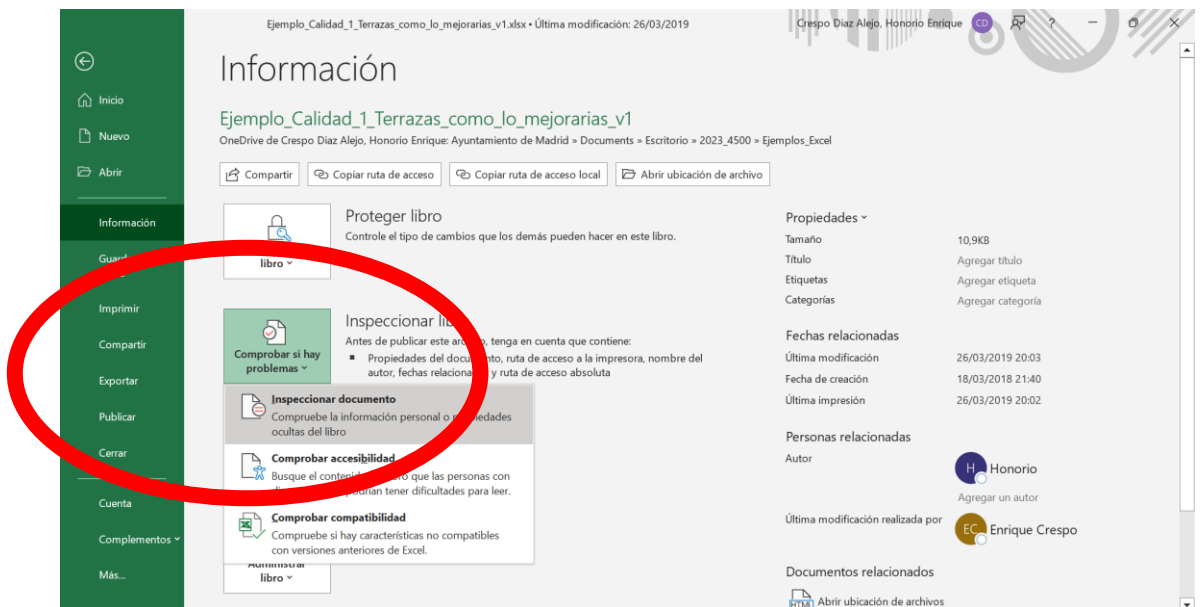 Ejemplo_Calidad_1_Terrazas_como_lo_mejorarias_v1.xlsx • Última modificación: 26/03/2019
Crespo Diaz Alejo, Honorio Enrique
CD
?
Inicio
Nuevo
Abrir
Información
Imprimir
Compartir
Exportar
Publicar
Cerrar
Cuenta
Complementos
Más...
Información
Ejemplo_Calidad_1_Terrazas_como_lo_mejorarias_v1
OneDrive de Crespo Diaz Alejo, Honorio Enrique: Ayuntamiento de Madrid » Documents » Escritorio » 2023_4500 » Ejemplos_Excel
Compartir
Copiar ruta de acceso
Copiar ruta de acceso local
Abrir ubicación de archivo
libro
Proteger libro
Controle el tipo de cambios que los demás pueden hacer en este libro.
Comprobar si hay
problemas
Inspeccionar
Antes de publicar este tenga en cuenta que contiene:
▪ Propiedades del documento, ruta de acceso a la impresora, nombre del
autor, fechas y ruta de acceso absoluta
Inspeccionar documento
Compruebe la información personal o
ocultas del libro
Comprobar accesibilidad
Busque el que las personas con
tener dificultades para leer.
Comprobar compatibilidad
Compruebe si hay características no compatibles
con versiones anteriores de Excel.
Administrar
libro
Propiedades
Tamaño 10,9KB
Título Agregar título
Etiquetas Agregar etiqueta
Categorías Agregar categoría
Fechas relacionadas
Última modificación 26/03/2019 20:03
Fecha de creación 18/03/2018 21:40
Última impresión 26/03/2019 20:02
Personas relacionadas
Autor
H Honorio
Agregar un autor
Última modificación realizada por
EC Enrique Crespo
Documentos relacionados
HTML Abrir ubicación de archivos